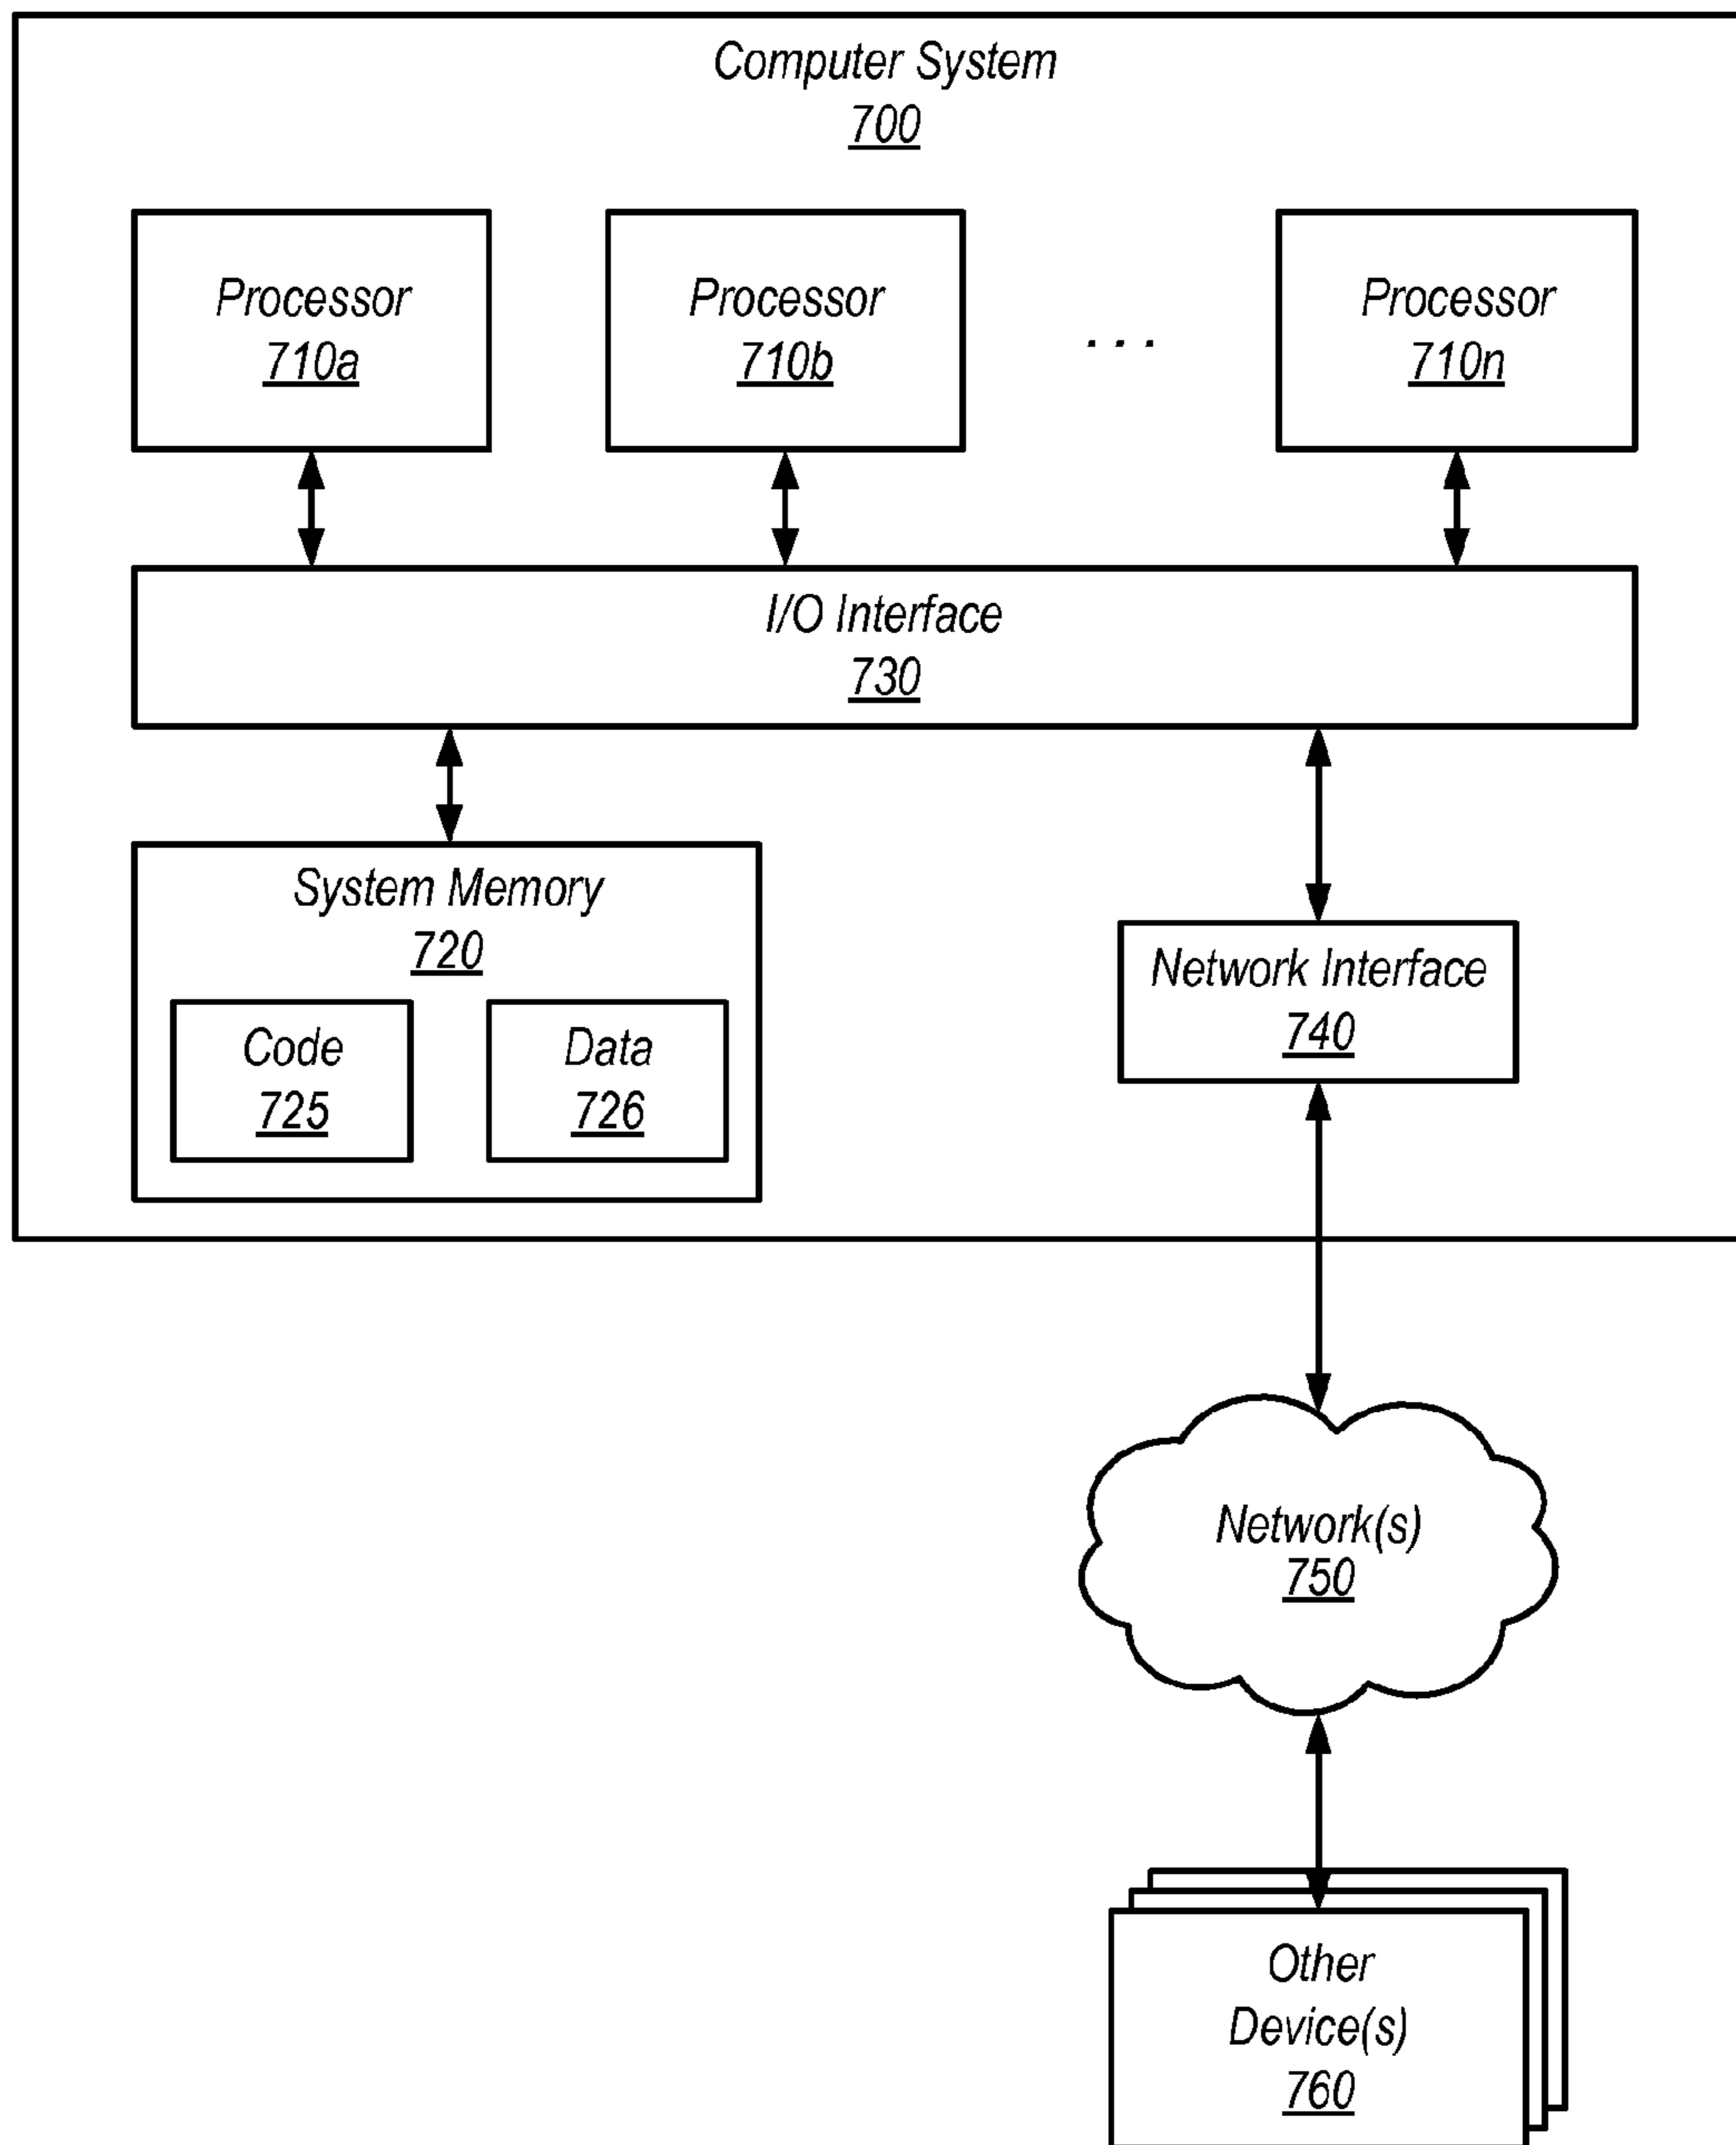 Computer System
700
Processor
710a
Processor
710b
. . .
Processor
710n
I/O Interface
730
System Memory
720
Code
725
Data
726
Network Interface
740
Network(s)
750
Other
Device(s)
760